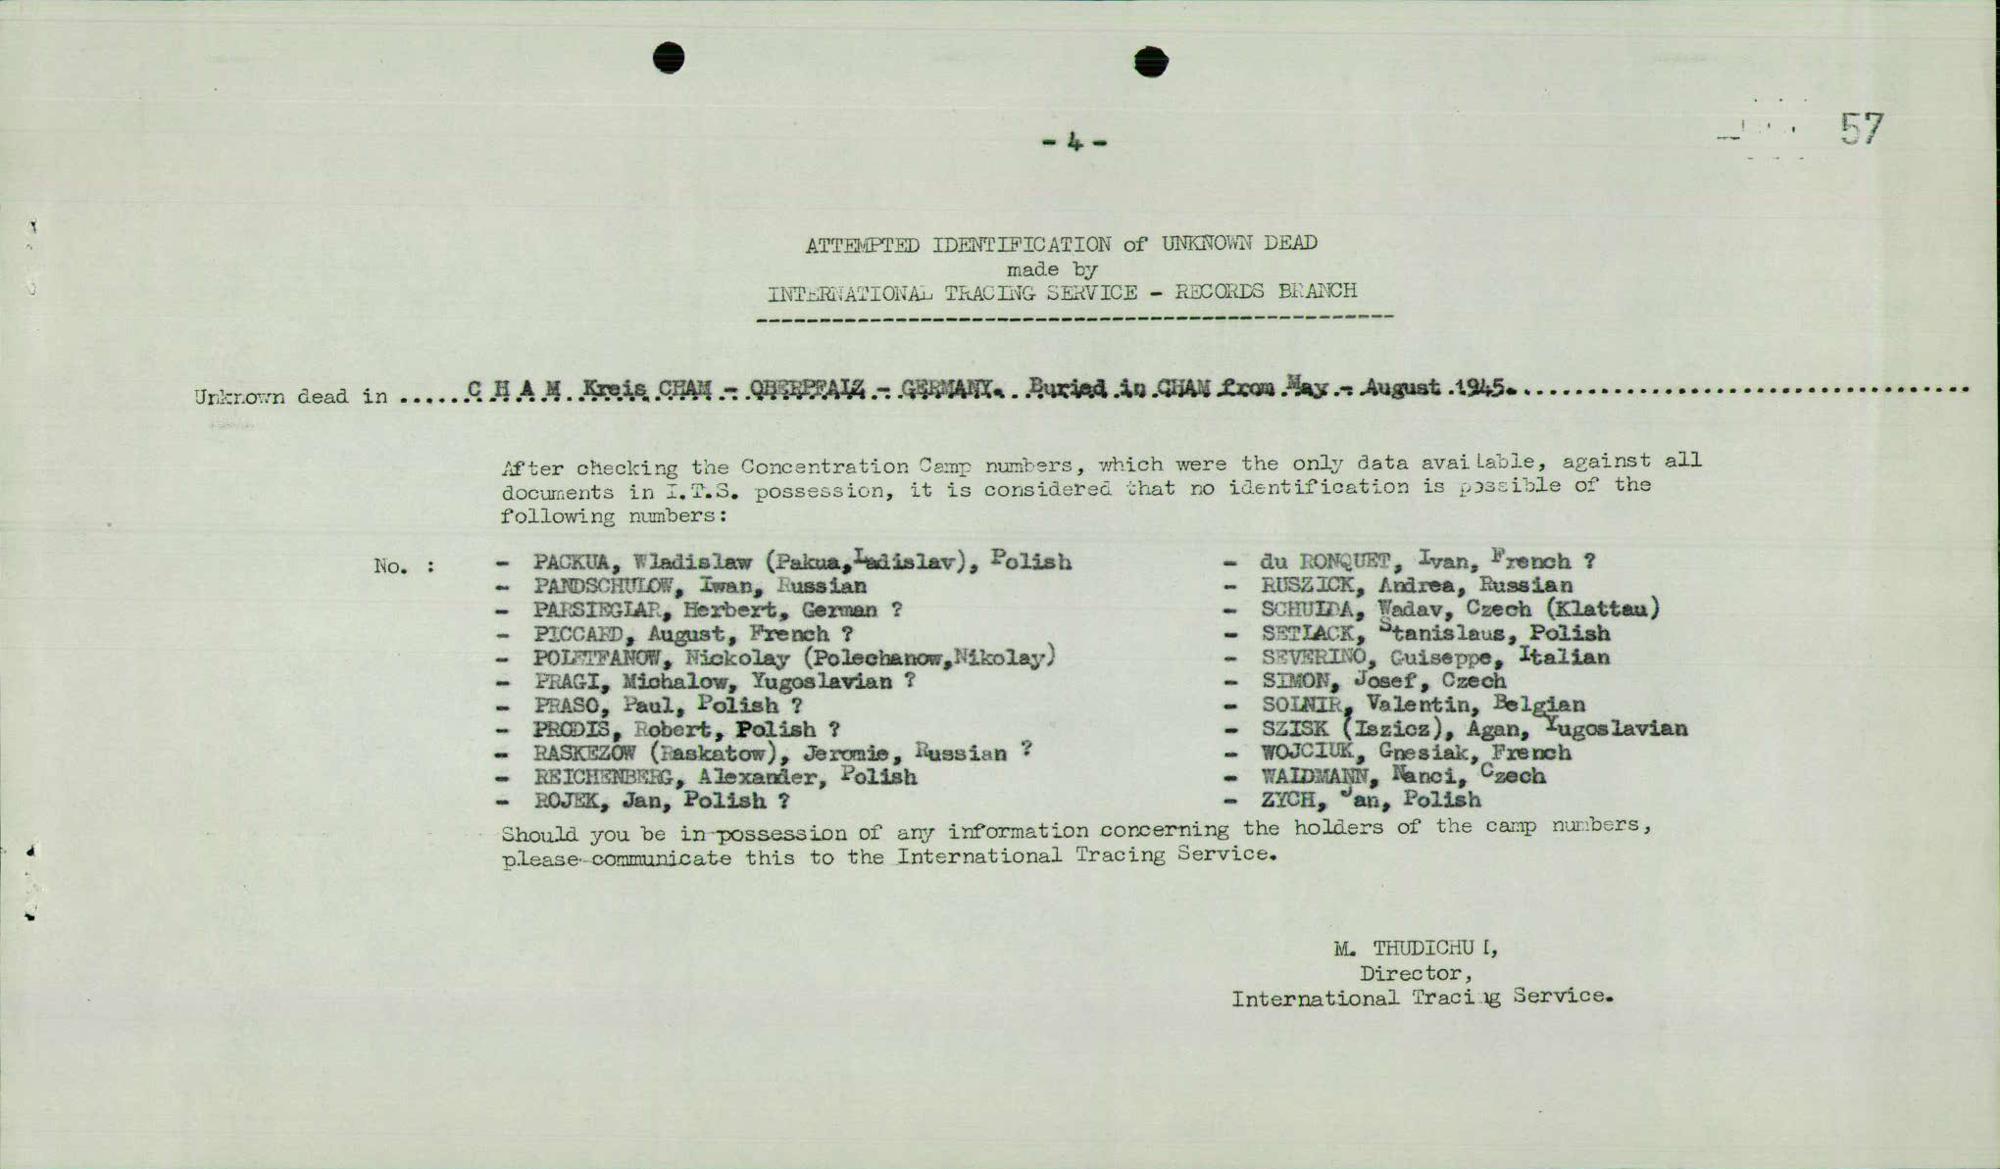 57
- 4 -
ATTEMPTED IDENTIFICATION of UNKNOWN DEAD
made by
INTERNATIONAL TRACING SERVICE - RECORDS BRANCH
Unknown dead in ......C H A M Kreis CHAM - OBERPFALZ - GERMANY. Buried in CHAM from May - August 1945.
After checking the Concentration Camp numbers, which were the only data available, against all
documents in I.T.S. possession, it is considered that no identification is possible of the
following numbers:
No. :
- PACKUA, Wladislaw (Pakua,Ladislav), Polish
- PANDSCHULOW, Iwan, Russian
- PARSIEGLAR, Herbert, German ?
- PICCARD, August, French ?
- Nickolay (Polechanow,Nikolay)
- PRAGI, Michalow, Yugoslavian ?
- PRASO, Paul, Polish ?
- PRODIS, Robert, Polish ?
- RASKEZOW (Raskatow), Jeromie, Russian ?
- REICHENBERG, Alexander, Polish
- ROJEK, Jan, Polish ?
- du RONQUET, Ivan, French ?
- RUSZICK, Andrea, Russian
- Wadav, Czech (Klattau)
- SETLACK, Stanislaus, Polish
- SEVERINO, Guiseppe, Italian
- SIMON, Josef, Czech
- SOLNIR, Valentin, Belgian
- SZISK (Iszicz), Agan, Yugoslavian
- WOJCIUK, Gnesiak, French
- WAIDMANN, Nanci, Czech
- ZYCH, Jan, Polish
Should you be in possession of any information concerning the holders of the camp numbers,
please communicate this to the International Tracing Service.
M. THUDICHUM,
Director,
International Tracing Service.